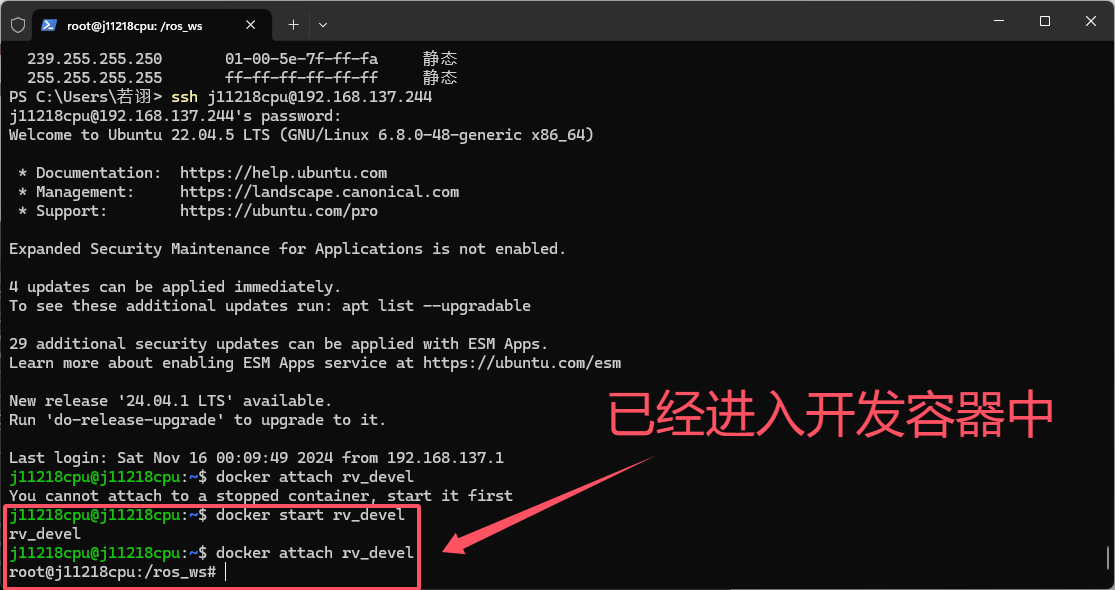 root@j11218cpu: /ros_ws
239.255.255.250 01-00-5e-7f-ff-fa 静态
255.255.255.255 ff-ff-ff-ff-ff-ff 静态
PS C:\Users\若诩> ssh j11218cpu@192.168.137.244
j11218cpu@192.168.137.244's password:
Welcome to Ubuntu 22.04.5 LTS (GNU/Linux 6.8.0-48-generic x86_64)
* Documentation: https://help.ubuntu.com
* Management: https://landscape.canonical.com
* Support: https://ubuntu.com/pro
Expanded Security Maintenance for Applications is not enabled.
4 updates can be applied immediately.
To see these additional updates run: apt list --upgradable
29 additional security updates can be applied with ESM Apps.
Learn more about enabling ESM Apps service at https://ubuntu.com/esm
New release '24.04.1 LTS' available.
Run 'do-release-upgrade' to upgrade to it.
已经进入开发容器中
Last login: Sat Nov 16 00:09:49 2024 from 192.168.137.1
j11218cpu@j11218cpu:~$ docker attach rv_devel
You cannot attach to a stopped container, start it first
j11218cpu@j11218cpu:~$ docker start rv_devel
rv_devel
j11218cpu@j11218cpu:~$ docker attach rv_devel
root@j11218cpu:/ros_ws#